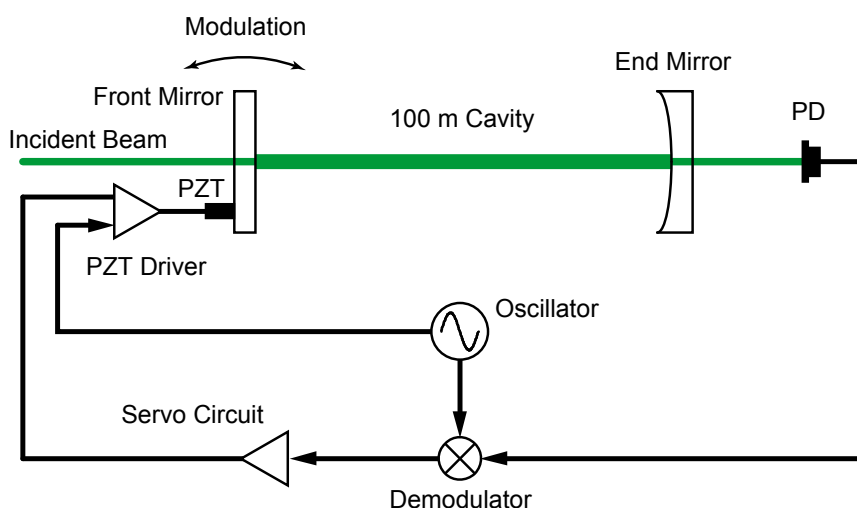 Modulation
Front Mirror
End Mirror
100 m Cavity
PD
Incident Beam
PZT
PZT Driver
Oscillator
Servo Circuit
Demodulator